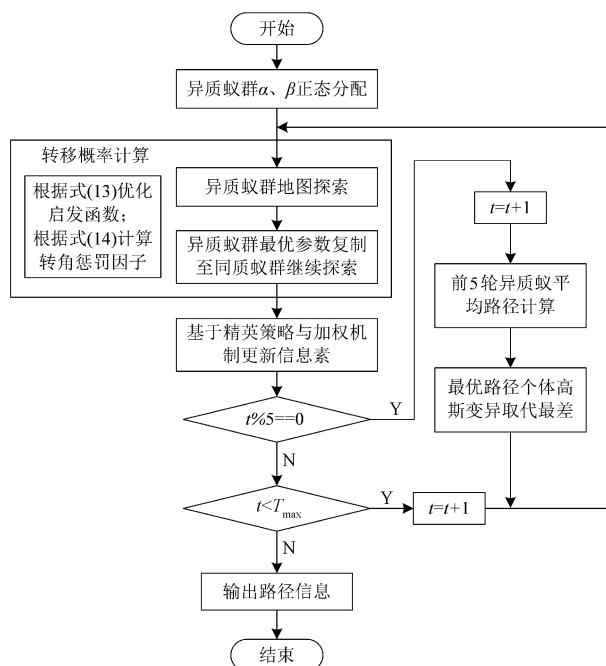 开始
异质蚁群α、β正态分配
转移概率计算
根据式(13)优化
启发函数；
根据式(14)计算
转角惩罚因子
异质蚁群地图探索
异质蚁群最优参数复制
至同质蚁群继续探索
基于精英策略与加权机
制更新信息素
t%5==0
Y
N
t=t+1
前5轮异质蚁平
均路径计算
最优路径个体高
斯变异取代最差
t<Tmax
Y
t=t+1
N
输出路径信息
结束